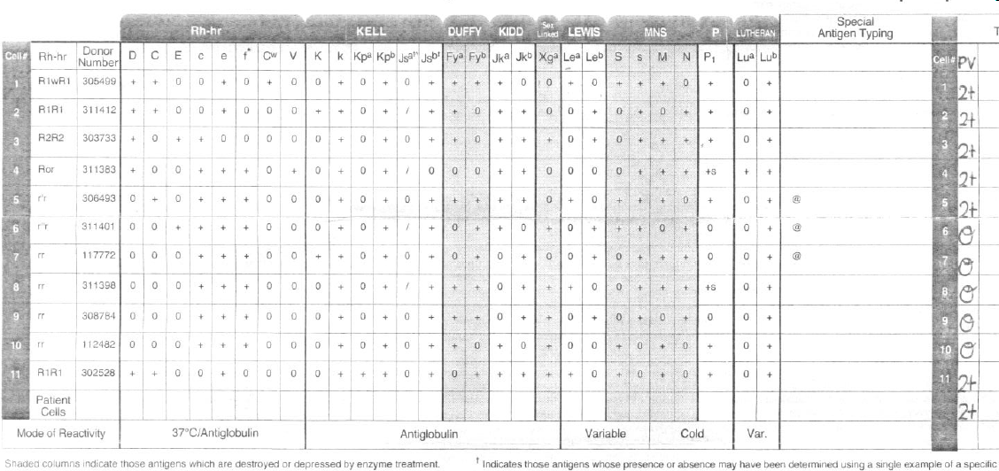 Special
Rh-hr KELL DUFFY KIDD Sex Linked LEWIS MNS P LUTHERAN Antigen Typing T
Cell# Rh-hr Donor Number D C E c e f* Cw V K k Kpa Kpb Jsa† Jsb† Fya Fyb Jka Jkb Xga Lea Leb S s M N P1 Lua Lub Cell# PV
1 R1wR1 305499 + + 0 0 + 0 + 0 0 + 0 + 0 + + + + 0 0 + 0 + + + 0 + 0 + 1 2+
2 R1R1 311412 + + 0 0 + 0 0 0 + + 0 + / + + 0 + + 0 0 + 0 + 0 + + 0 + 2 2+
3 R2R2 303733 + 0 + + 0 0 0 0 0 + 0 + 0 + + 0 + + + 0 + 0 + + + + 0 + 3 2+
4 Ror 311383 + 0 0 + + + 0 + 0 + 0 + / 0 0 0 + + 0 0 0 0 + + + +s + + 4 2+
5 r'r 306493 0 + 0 + + + 0 0 0 + 0 + 0 + + + + + 0 + 0 + + + 0 + 0 + @ 5 2+
6 r"r 311401 0 0 + + + + 0 0 0 + 0 + / + 0 + + 0 + 0 + + + 0 + 0 0 + @ 6 0
7 rr 117772 0 0 0 + + + 0 0 + + 0 + 0 + 0 + 0 + 0 + 0 + + + + 0 0 + @ 7 0
8 rr 311398 0 0 0 + + + 0 0 0 + 0 + / + + + 0 + + + 0 0 + + + +s 0 + 8 0
9 rr 308784 0 0 0 + + + 0 0 0 + 0 + 0 + + + 0 + + 0 + 0 + 0 + 0 0 + 9 0
10 rr 112482 0 0 0 + + + 0 0 0 + 0 + 0 + + 0 + 0 + 0 0 + 0 + 0 + 0 + 10 0
11 R1R1 302528 + + 0 0 + 0 0 0 0 + + + 0 + 0 + + + + + 0 + 0 + 0 + 0 + 11 2+
Patient Cells 2+
Mode of Reactivity 37°C/Antiglobulin Antiglobulin Variable Cold Var.
Shaded columns indicate those antigens which are destroyed or depressed by enzyme treatment. † Indicates those antigens whose presence or absence may have been determined using a single example of a specific